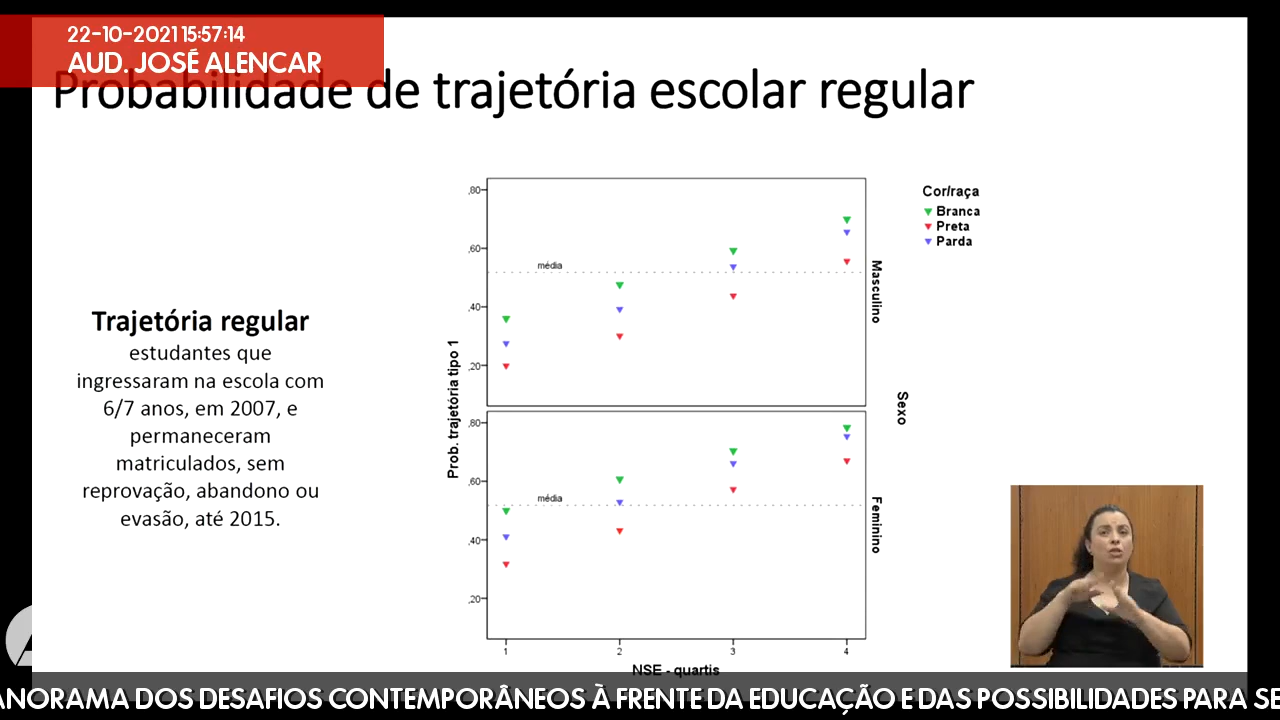 22-10-2021 15:57:14
AUD. JOSÉ ALENCAR
Probabilidade de trajetória escolar regular
Trajetória regular
estudantes que
ingressaram na escola com
6/7 anos, em 2007, e
permaneceram
matriculados, sem
reprovação, abandono ou
evasão, até 2015.
Prob. trajetória tipo 1
,80
,60
média
,40
,20
Masculino
,80
,60
média
,40
,20
Feminino
1 2 3 4
NSE - quartis
Sexo
Cor/raça
Branca
Preta
Parda
ANORAMA DOS DESAFIOS CONTEMPORÂNEOS À FRENTE DA EDUCAÇÃO E DAS POSSIBILIDADES PARA SE